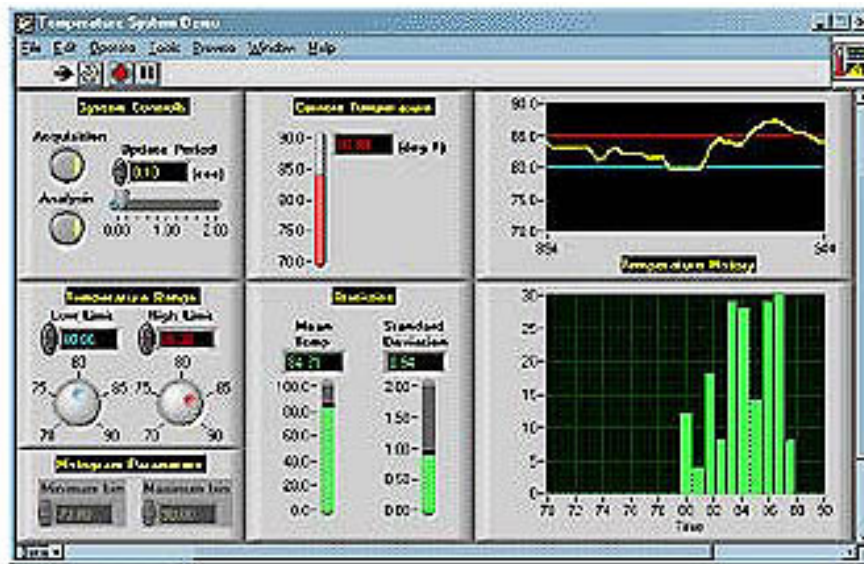 Temperature System Demo
File Edit Operate Tools Browse Window Help
System Controls
Acquisition
Update Period
0.10 (sec)
Analysis
0.00 1.00 2.00
Current Temperature
90.0
85.0
80.0
75.0
70.0
(deg F)
90.0
85.0
80.0
75.0
70.0
Temperature History
Temperature Range
Low Limit High Limit
80
75 85
70 90
80
75 85
70 90
Histogram Parameters
Minimum bin Maximum bin
Mean Temp
Standard Deviation
100.0
80.0
60.0
40.0
20.0
0.0
2.00
1.50
1.00
0.50
0.00
30
25
20
15
10
5
0
70 72 74 76 78 80 82 84 86 88 90
Time